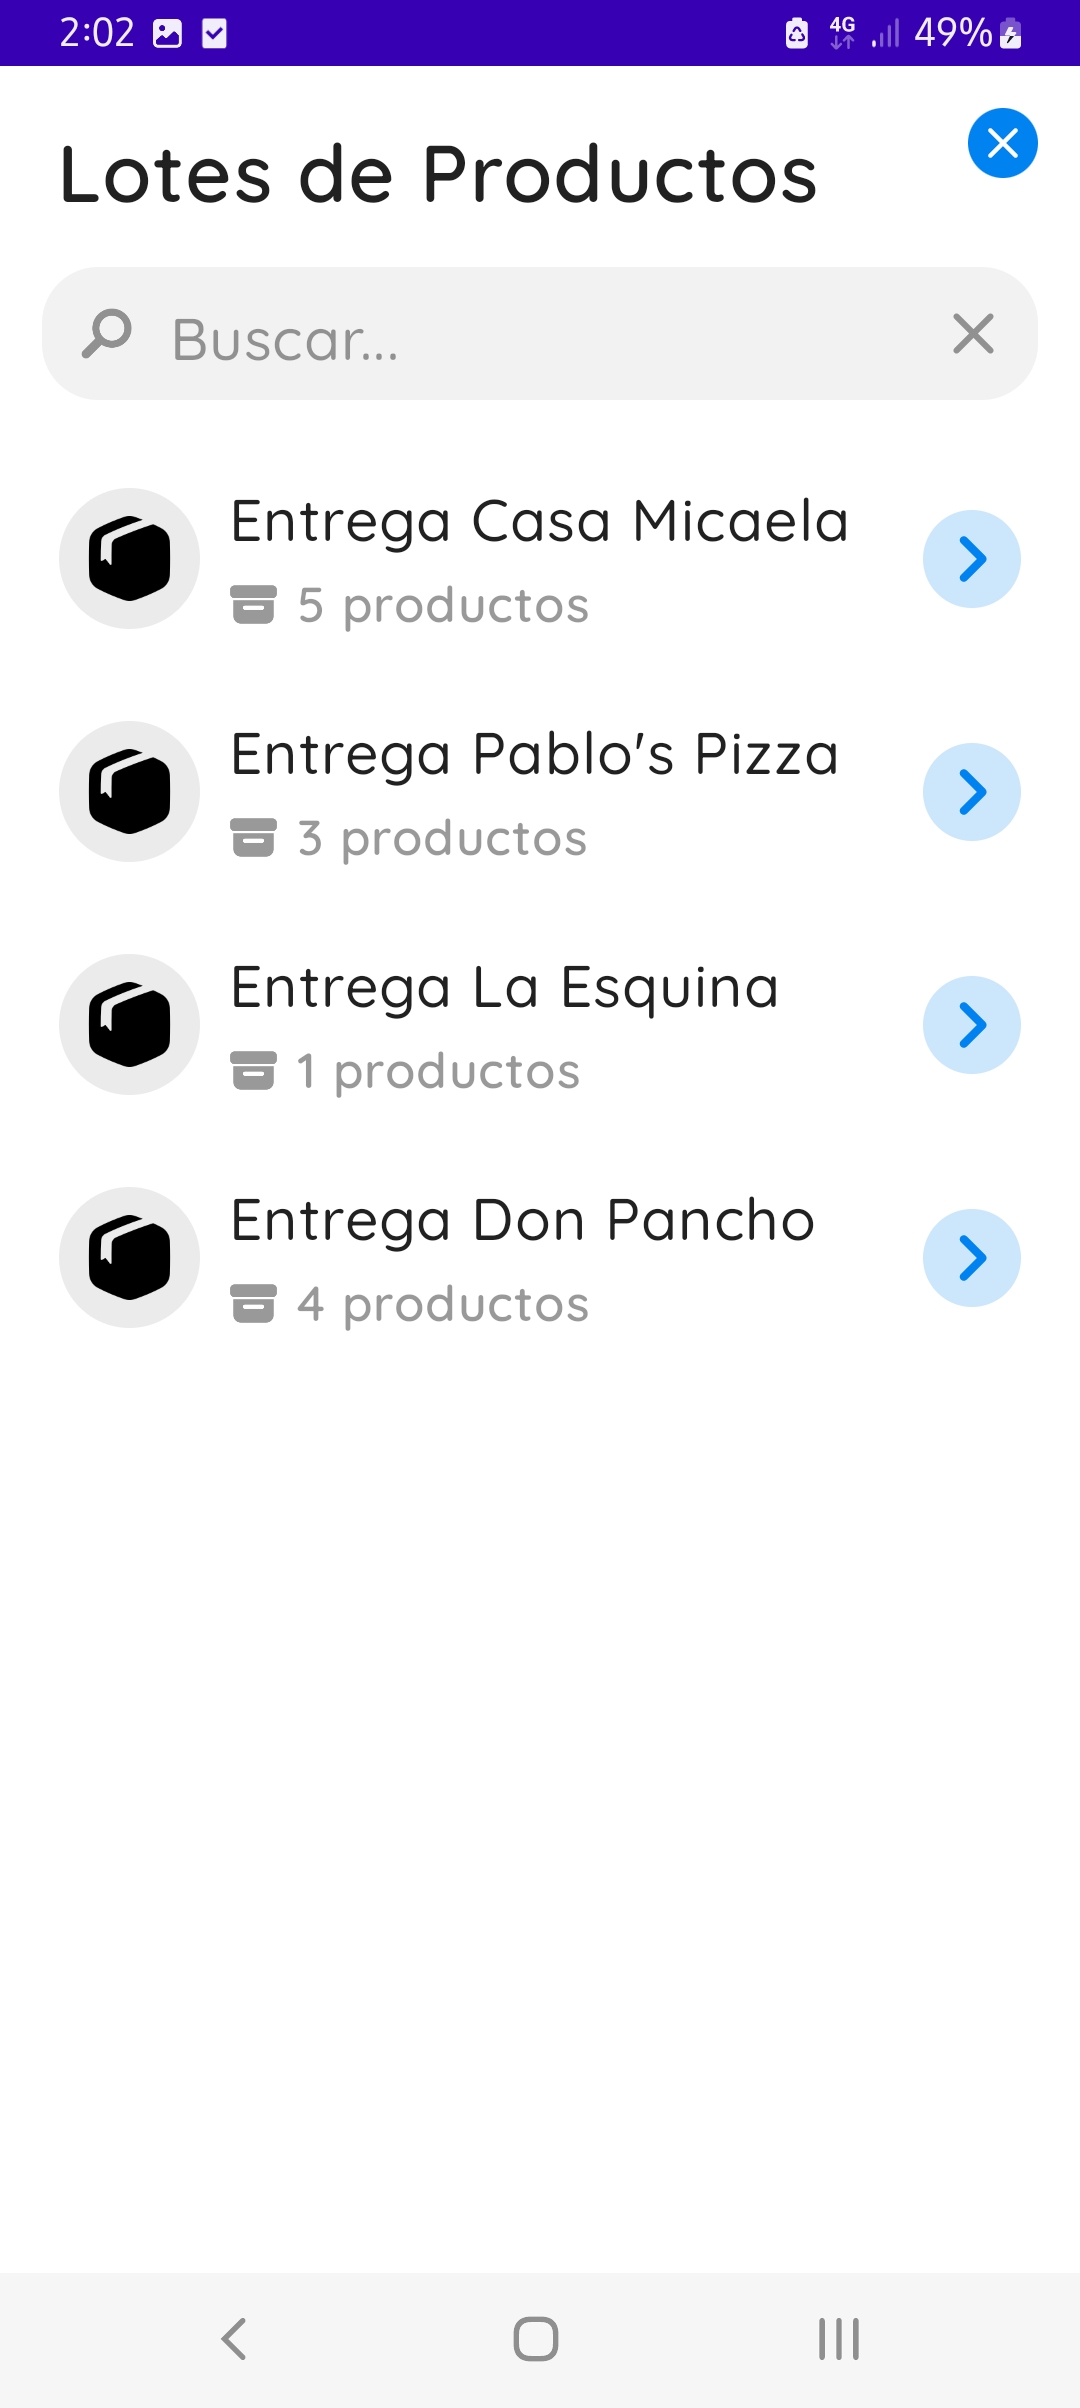 2:02 4G 49%
Lotes de Productos
Buscar...
Entrega Casa Micaela
5 productos
Entrega Pablo's Pizza
3 productos
Entrega La Esquina
1 productos
Entrega Don Pancho
4 productos